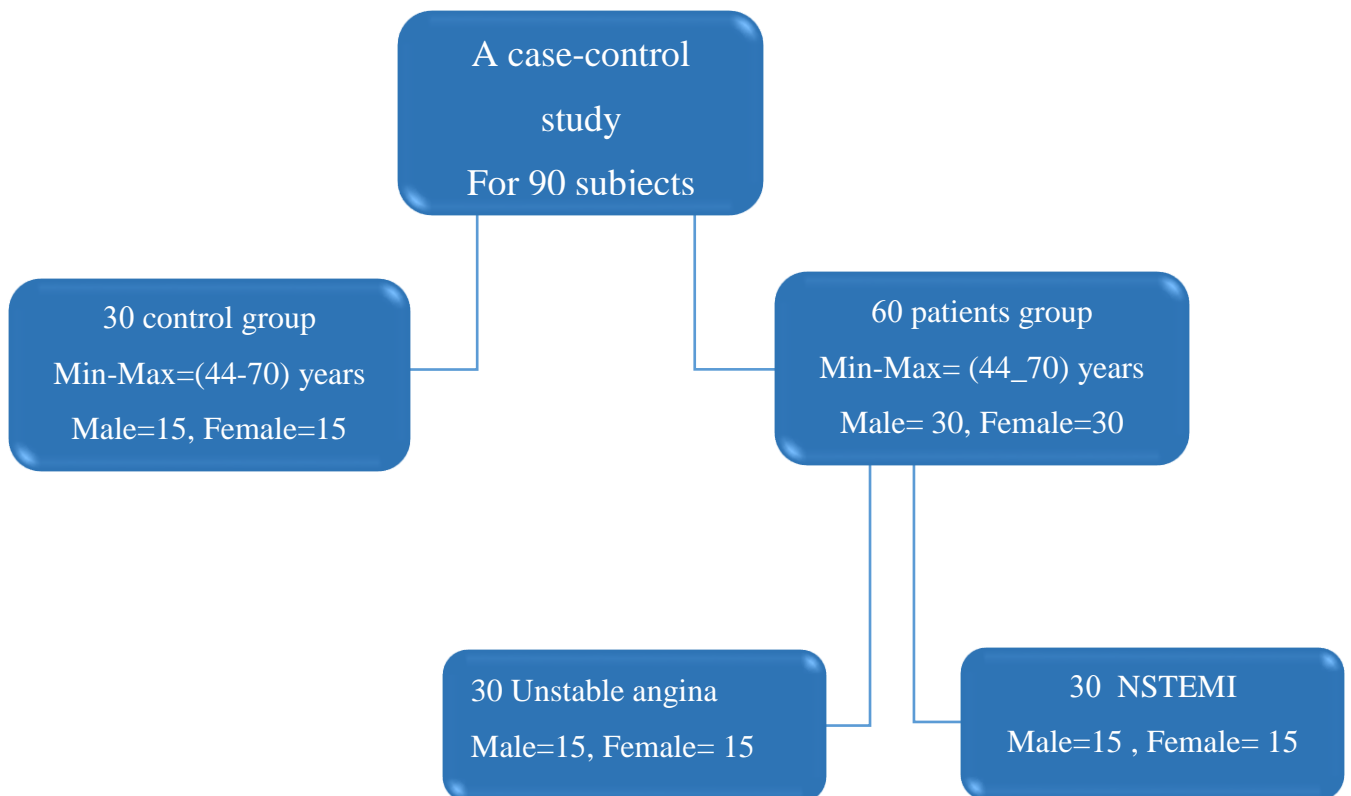 A case-control
study
For 90 subjects
30 control group
Min-Max=(44-70) years
Male=15, Female=15
60 patients group
Min-Max= (44_70) years
Male= 30, Female=30
30 Unstable angina
Male=15, Female= 15
30  NSTEMI
Male=15 , Female= 15